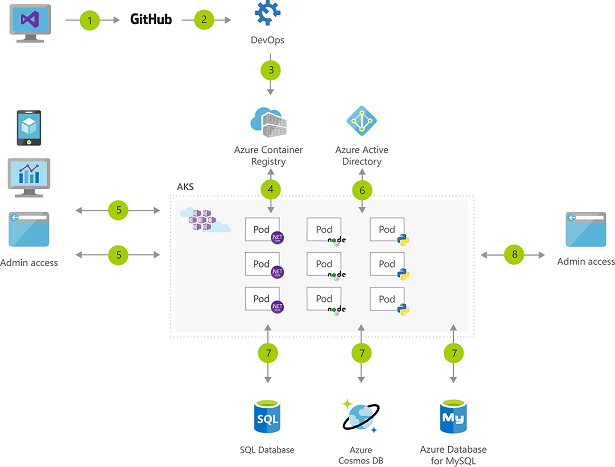 1
GitHub
2
DevOps
3
Azure Container
Registry
Azure Active
Directory
AKS
4
6
5
Pod
Pod
Pod
.NET
node
Admin access
5
Pod
Pod
Pod
.NET
node
8
Admin access
Pod
Pod
Pod
.NET
node
7
7
7
SQL
My
SQL Database
Azure
Cosmos DB
Azure Database
for MySQL